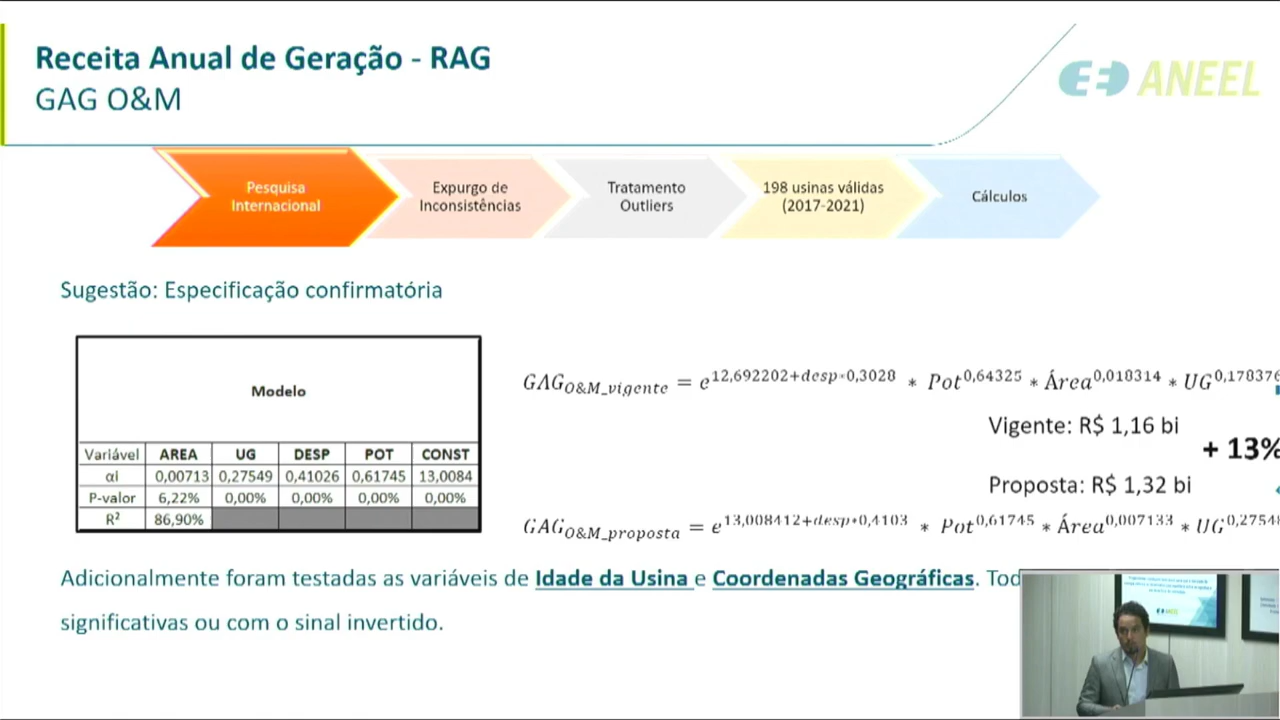 Receita Anual de Geração - RAG
GAG O&M
ANEEL
Pesquisa
Internacional
Expurgo de
Inconsistências
Tratamento
Outliers
198 usinas válidas
(2017-2021)
Cálculos
Sugestão: Especificação confirmatória
Modelo
Variável AREA UG DESP POT CONST
αi 0,00713 0,27549 0,41026 0,61745 13,0084
P-valor 6,22% 0,00% 0,00% 0,00% 0,00%
R² 86,90%
GAG_O&M_vigente = e^12,692202+desp*0,3028 * Pot^0,64325 * Área^0,018314 * UG^0,178376
Vigente: R$ 1,16 bi
+ 13%
Proposta: R$ 1,32 bi
GAG_O&M_proposta = e^13,008412+desp*0,4103 * Pot^0,61745 * Área^0,007133 * UG^0,2754
Adicionalmente foram testadas as variáveis de Idade da Usina e Coordenadas Geográficas. Tod
significativas ou com o sinal invertido.
ANEEL